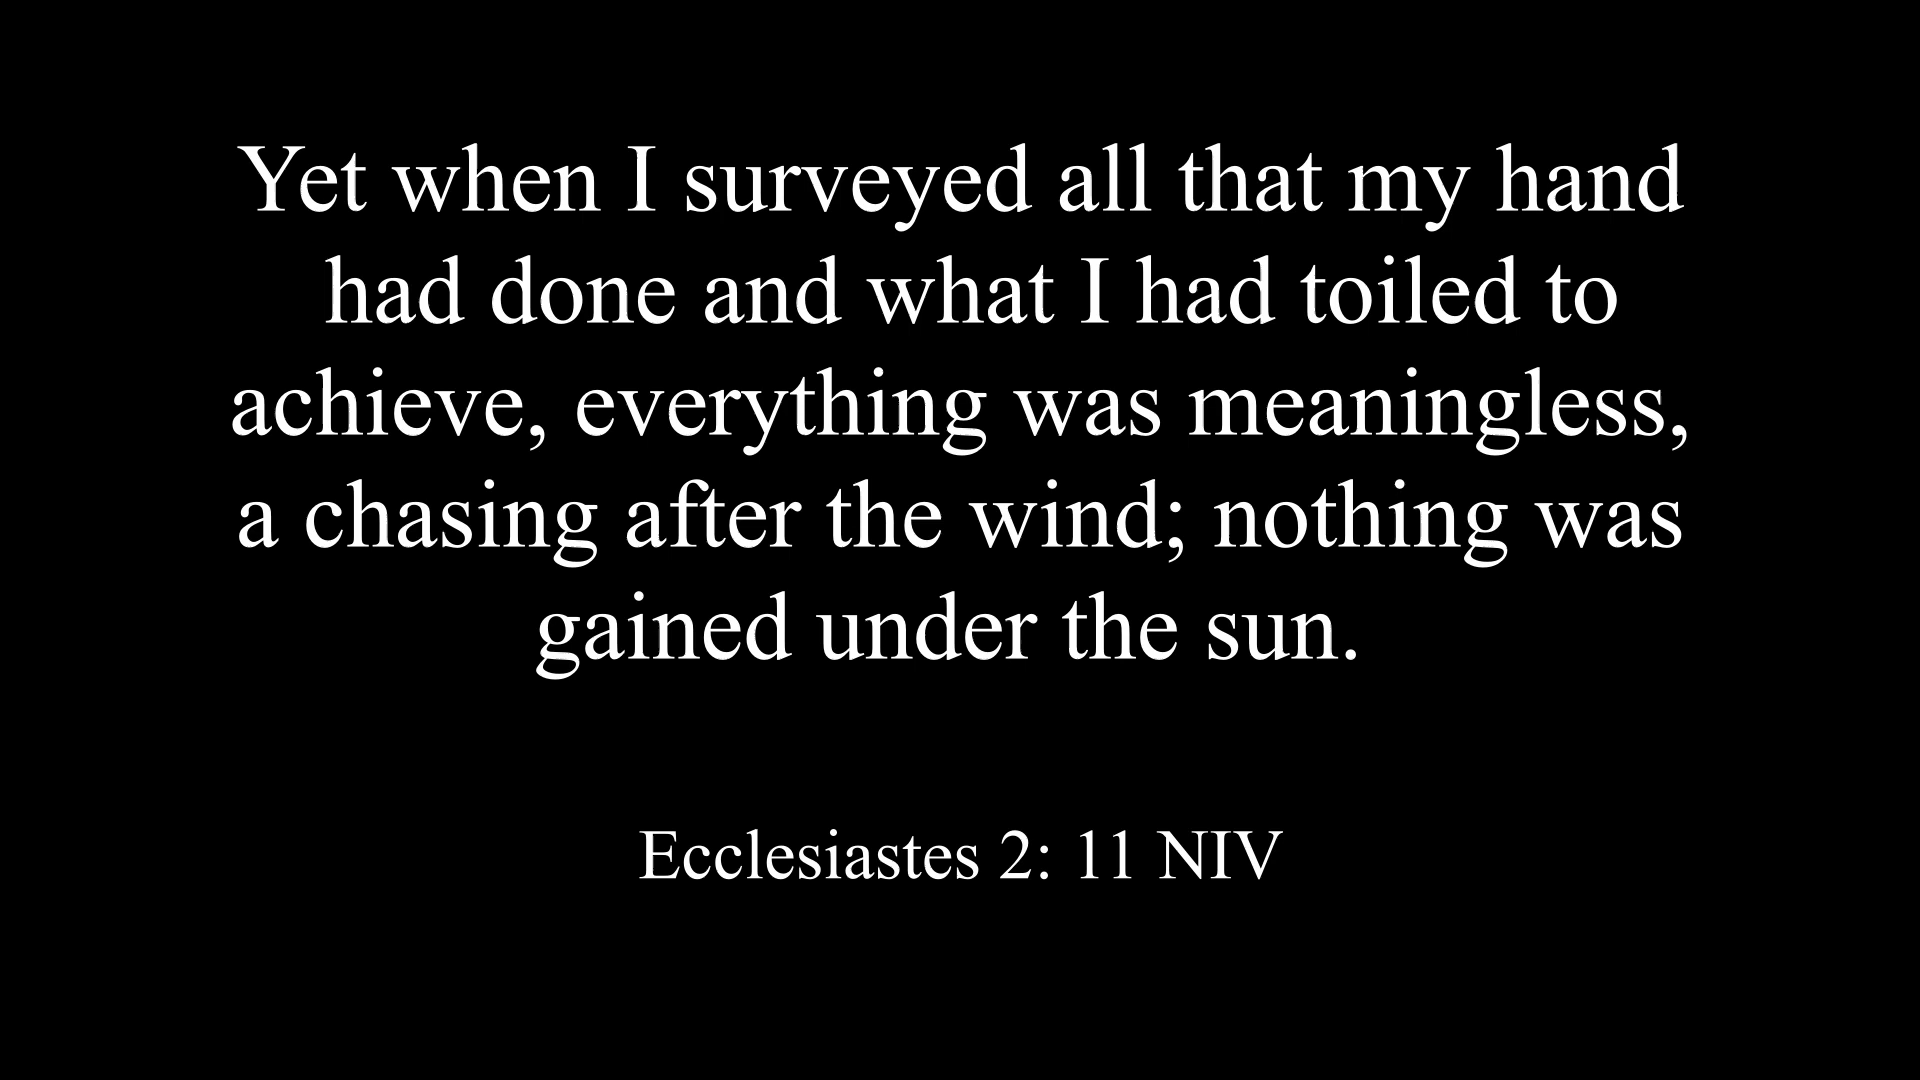 Yet when I surveyed all that my hand
had done and what I had toiled to
achieve, everything was meaningless,
a chasing after the wind; nothing was
gained under the sun.
Ecclesiastes 2: 11 NIV